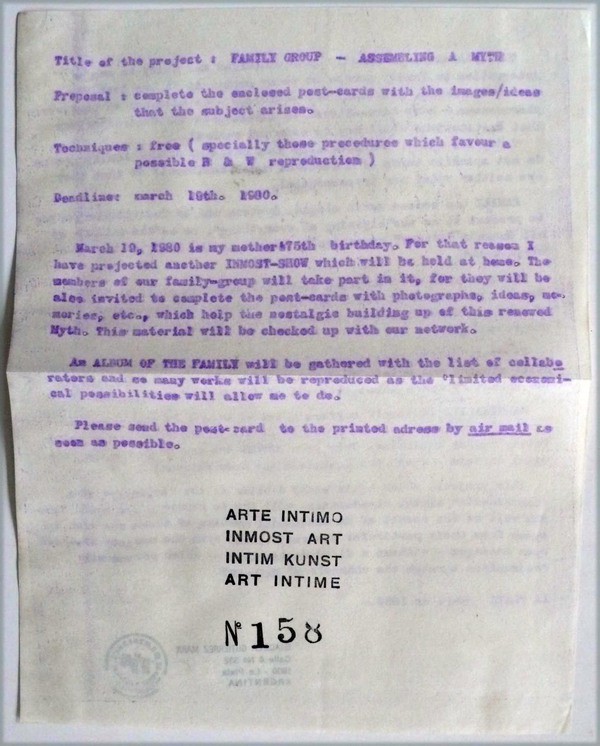 Title of the project : FAMILY GROUP - ASSEMBLING A MYTH
Proposal : complete the enclosed post-cards with the images/ideas
that the subject arises.
Techniques : free ( specially those procedures which favour a
possible B & W reproduction )
Deadline: march 10th. 1980.
March 19, 1980 is my mother 75th birthday. For that reason I
have projected another INMOST-SHOW which will be held at home. The
members of our family-group will take part in it, for they will be
also invited to complete the post-cards with photographs, ideas, me-
mories, etc., which help the nostalgic building up of this renewed
Myth. This material will be checked up with our network.
An ALBUM OF THE FAMILY will be gathered with the list of collabo
rators and so many works will be reproduced as the limited economi-
cal possibilities will allow me to do.
Please send the post-card to the printed adress by air mail as
soon as possible.
ARTE INTIMO
INMOST ART
INTIM KUNST
ART INTIME
Nº 158